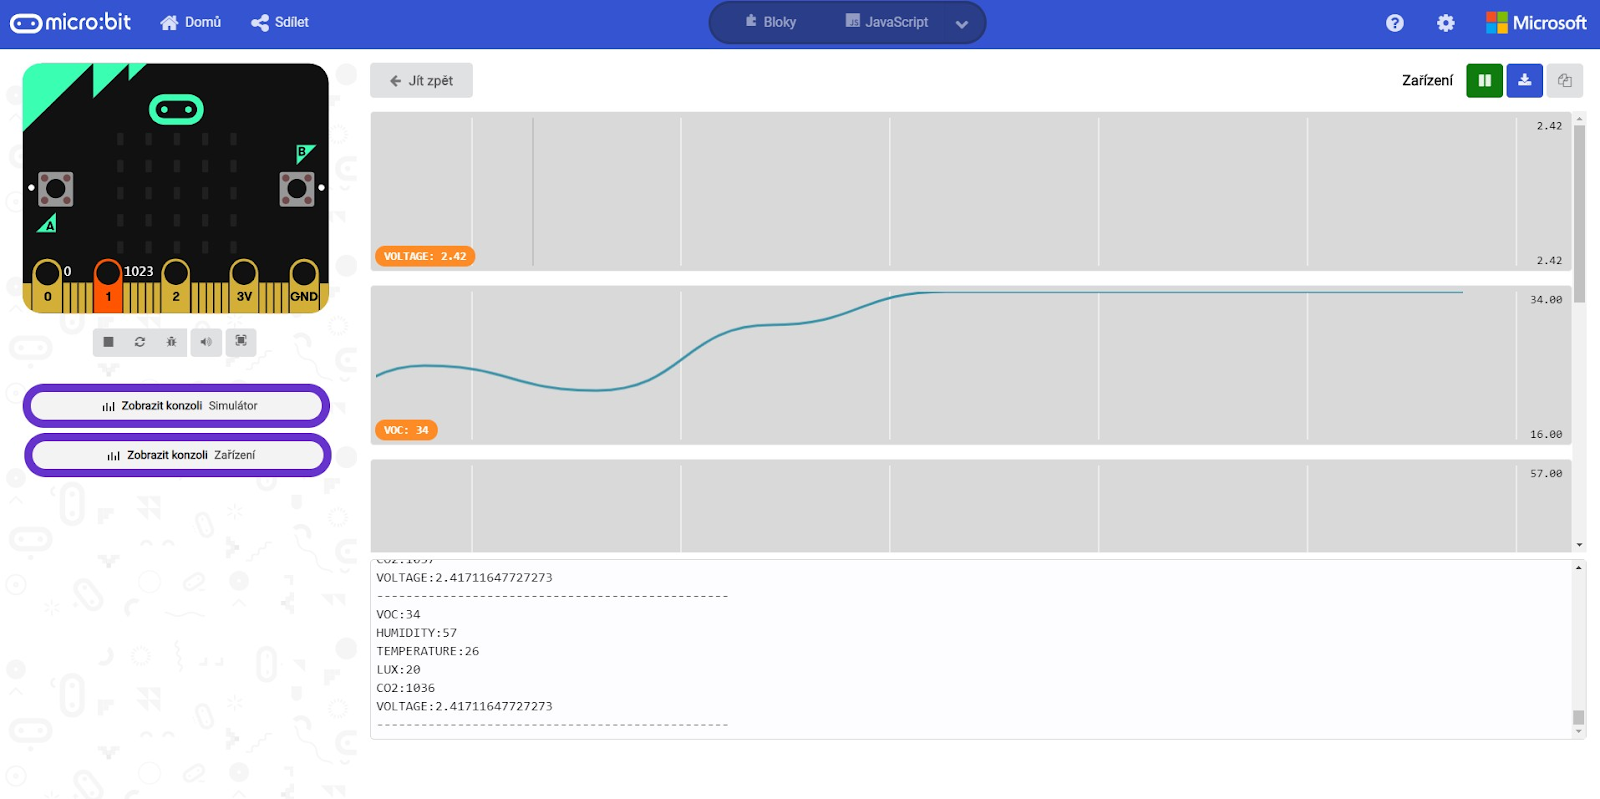 micro:bit Domů Sdílet Bloky JavaScript ? Microsoft
Jít zpět Zařízení
2.42
VOLTAGE: 2.42
2.42
34.00
VOC: 34
16.00
57.00
B
A
0 1023
0 1 2 3V GND
Zobrazit konzoli Simulátor
Zobrazit konzoli Zařízení
CO2:1037
VOLTAGE:2.41711647727273
------------------------------------------------
VOC:34
HUMIDITY:57
TEMPERATURE:26
LUX:20
CO2:1036
VOLTAGE:2.41711647727273
------------------------------------------------